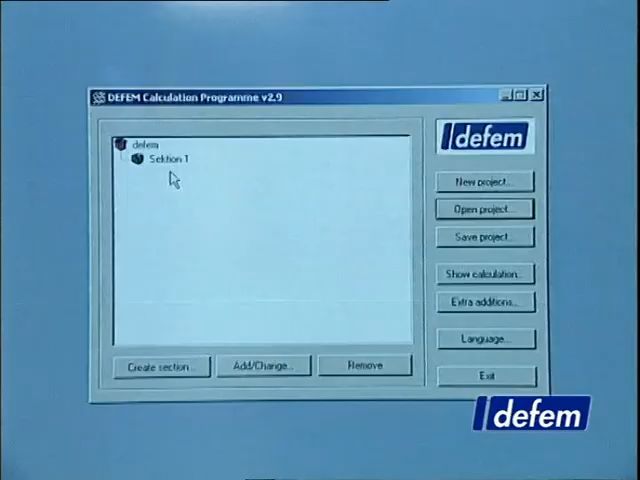 DEFEM Calculation Programme v2,9
defem
Sektion 1
defem
New project...
Open project...
Save project...
Show calculation...
Extra additions...
Language...
Exit
Create section...
Add/Change...
Remove
defem